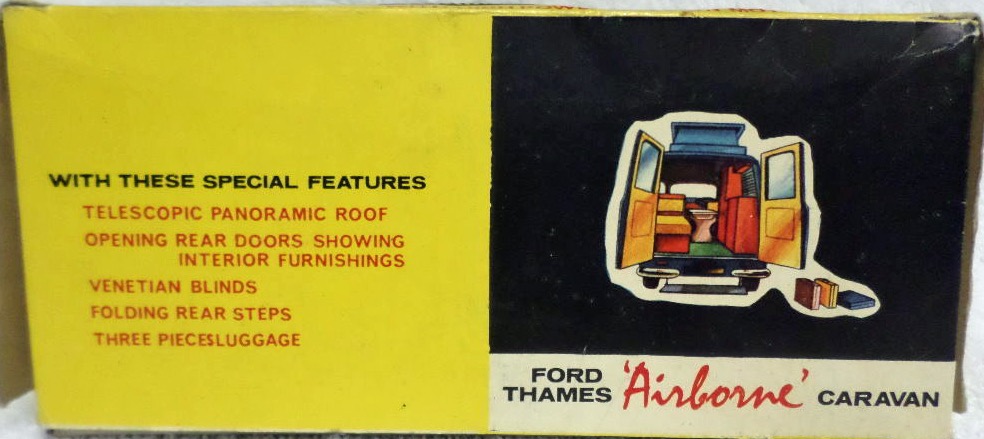 WITH THESE SPECIAL FEATURES
TELESCOPIC PANORAMIC ROOF
OPENING REAR DOORS SHOWING
INTERIOR FURNISHINGS
VENETIAN BLINDS
FOLDING REAR STEPS
THREE PIECESLUGGAGE
FORD
THAMES 'Airborne' CARAVAN